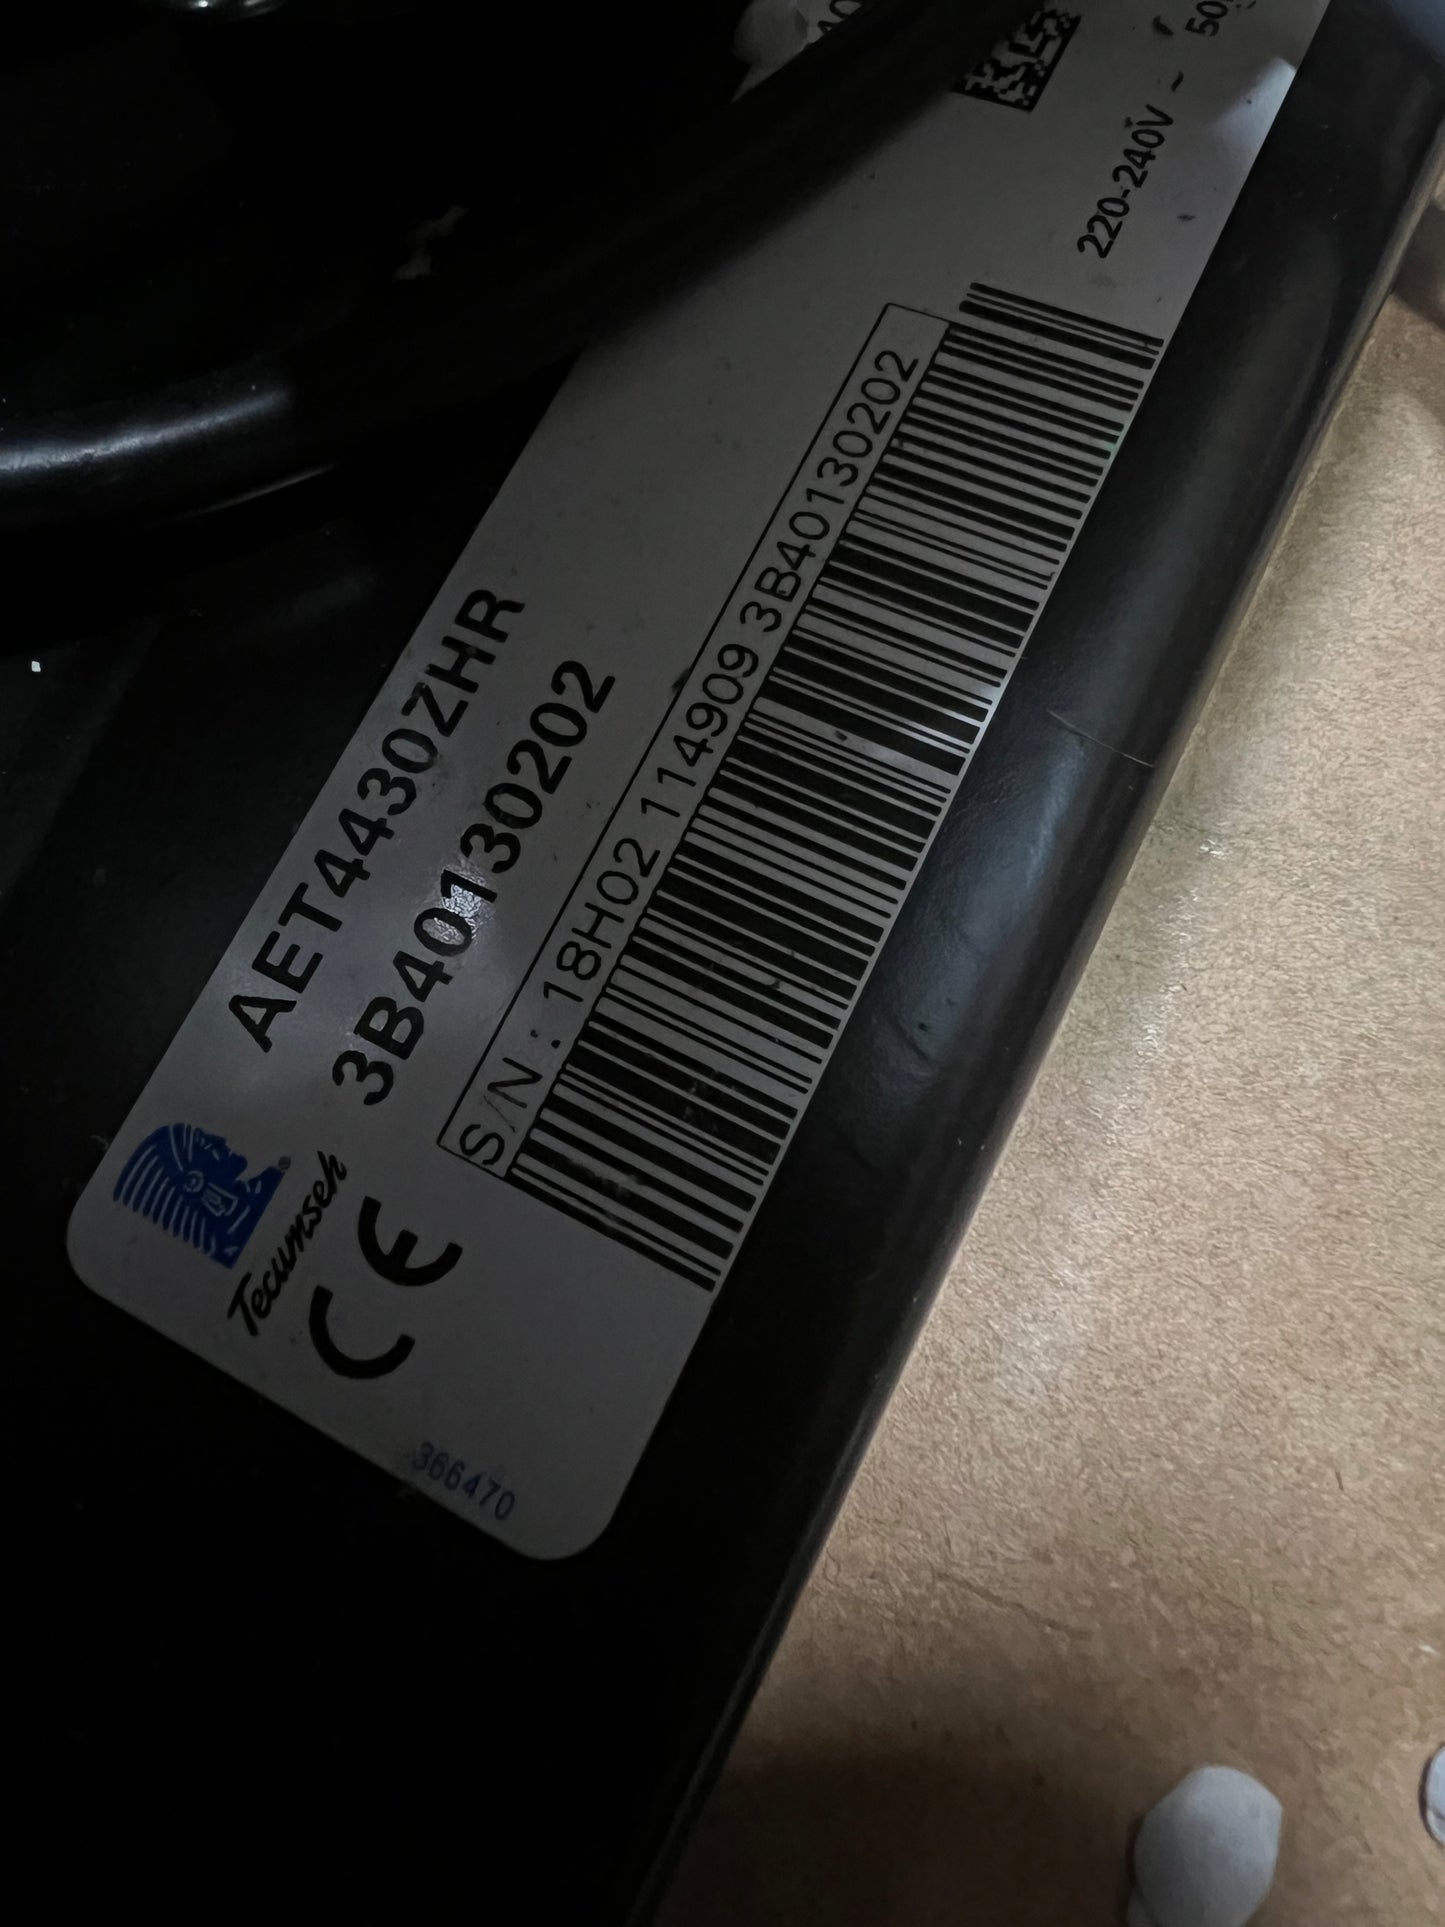 AET4430ZHR
3B40130202
S/N : 18H02 114909 3B40130202
220-240V ~
Tecumseh
CE
366470